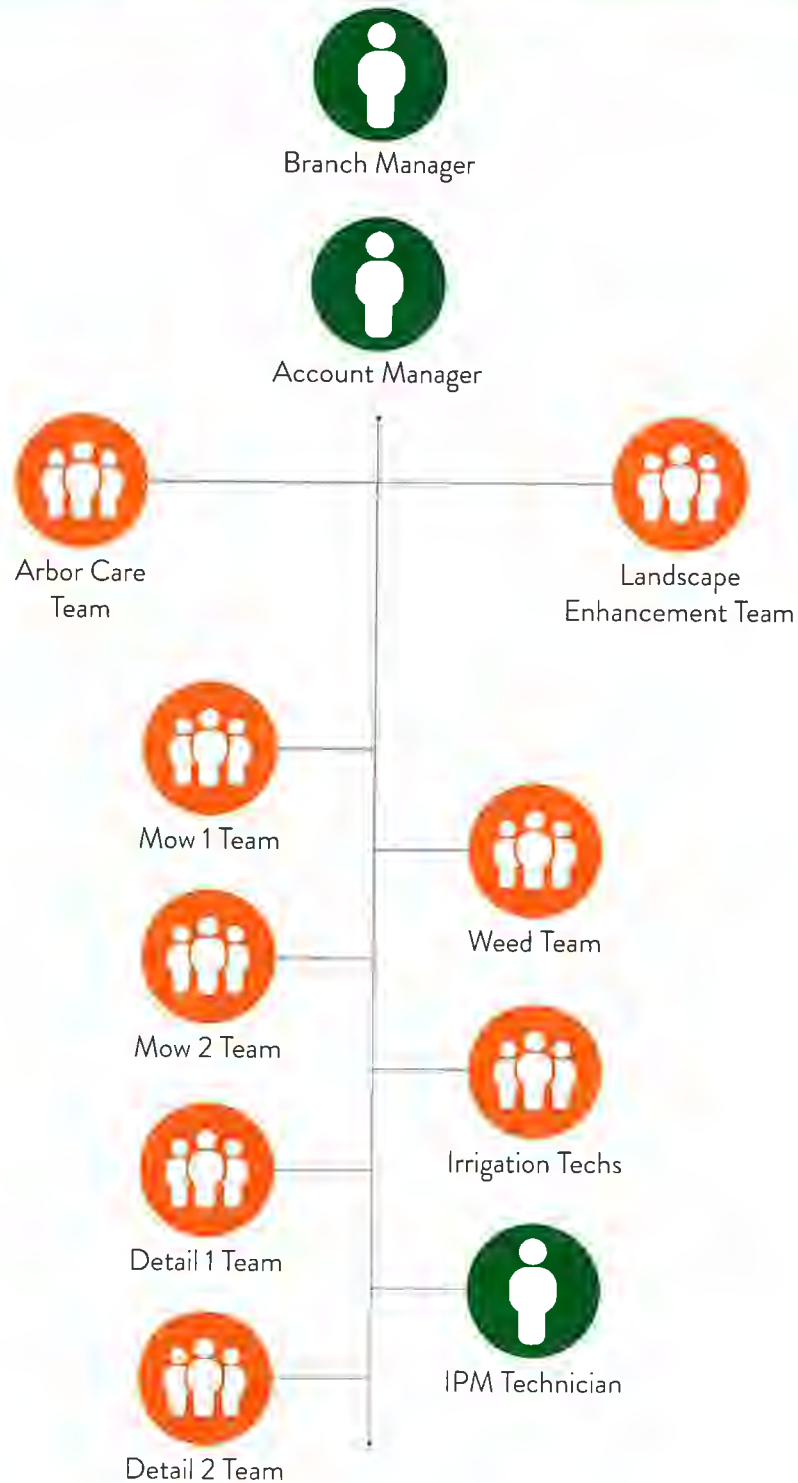 Branch Manager
Account Manager
Arbor Care
Team
Landscape
Enhancement Team
Mow 1 Team
Weed Team
Mow 2 Team
Irrigation Techs
Detail 1 Team
IPM Technician
Detail 2 Team